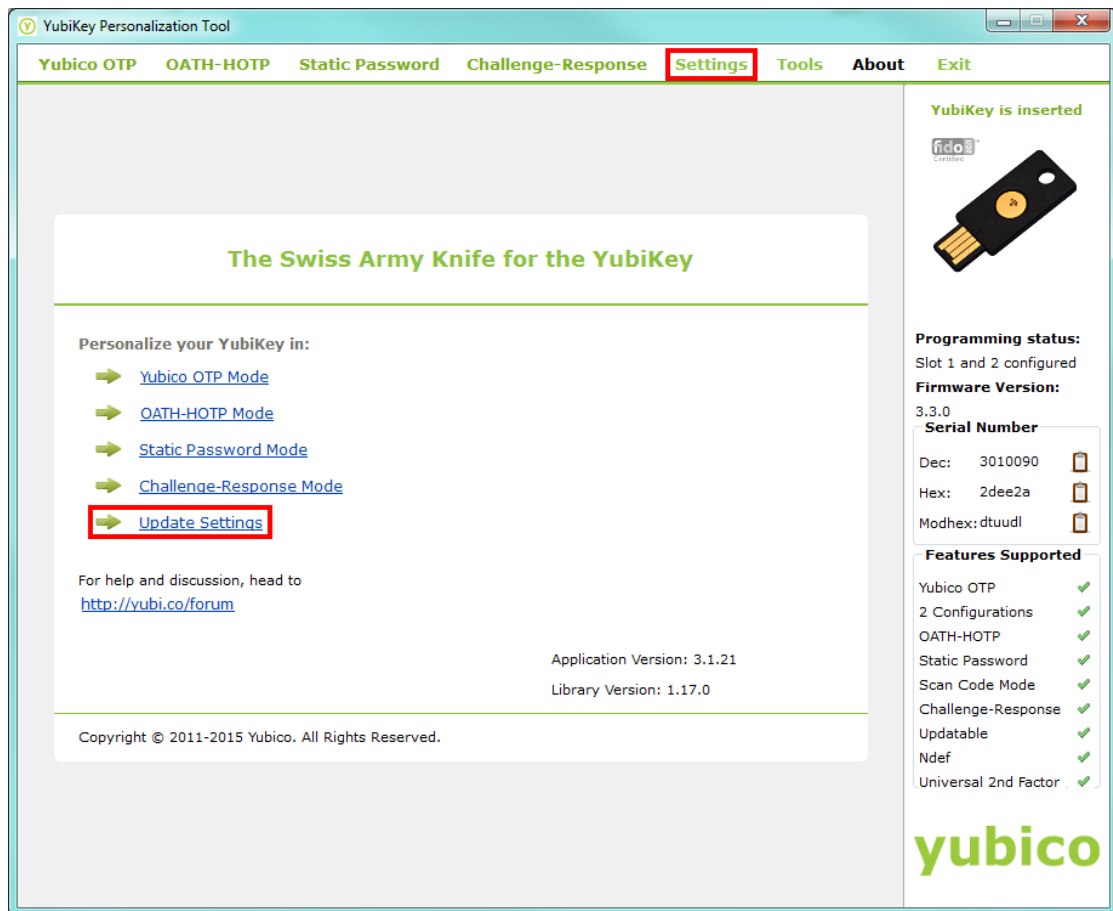 YubiKey Personalization Tool
Yubico OTP OATH-HOTP Static Password Challenge-Response Settings Tools About Exit
The Swiss Army Knife for the YubiKey
Personalize your YubiKey in:
Yubico OTP Mode
OATH-HOTP Mode
Static Password Mode
Challenge-Response Mode
Update Settings
For help and discussion, head to
http://yubi.co/forum
Application Version: 3.1.21
Library Version: 1.17.0
Copyright © 2011-2015 Yubico. All Rights Reserved.
YubiKey is inserted
fido
Certified
Programming status:
Slot 1 and 2 configured
Firmware Version:
3.3.0
Serial Number
Dec: 3010090
Hex: 2dee2a
Modhex: dtuudl
Features Supported
Yubico OTP
2 Configurations
OATH-HOTP
Static Password
Scan Code Mode
Challenge-Response
Updatable
Ndef
Universal 2nd Factor
yubico